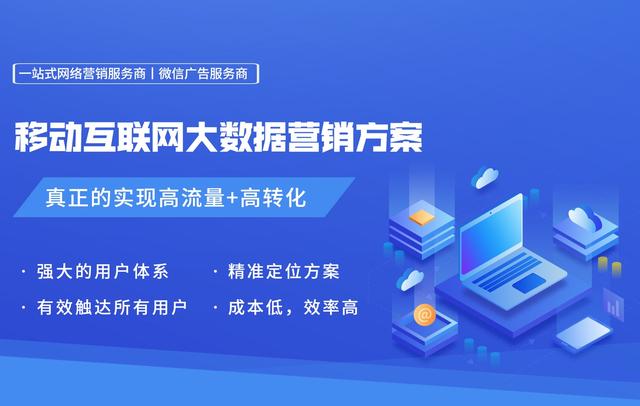 一站式网络营销服务商丨微信广告服务商
移动互联网大数据营销方案
真正的实现高流量+高转化
· 强大的用户体系 · 精准定位方案
· 有效触达所有用户 · 成本低，效率高
@